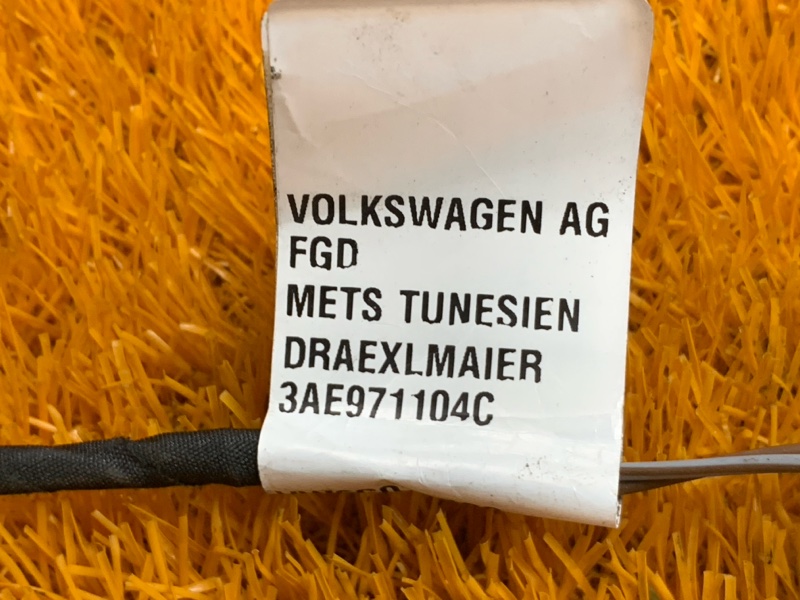 VOLKSWAGEN AG
FGD
METS TUNESIEN
DRAEXLMAIER
3AE971104C